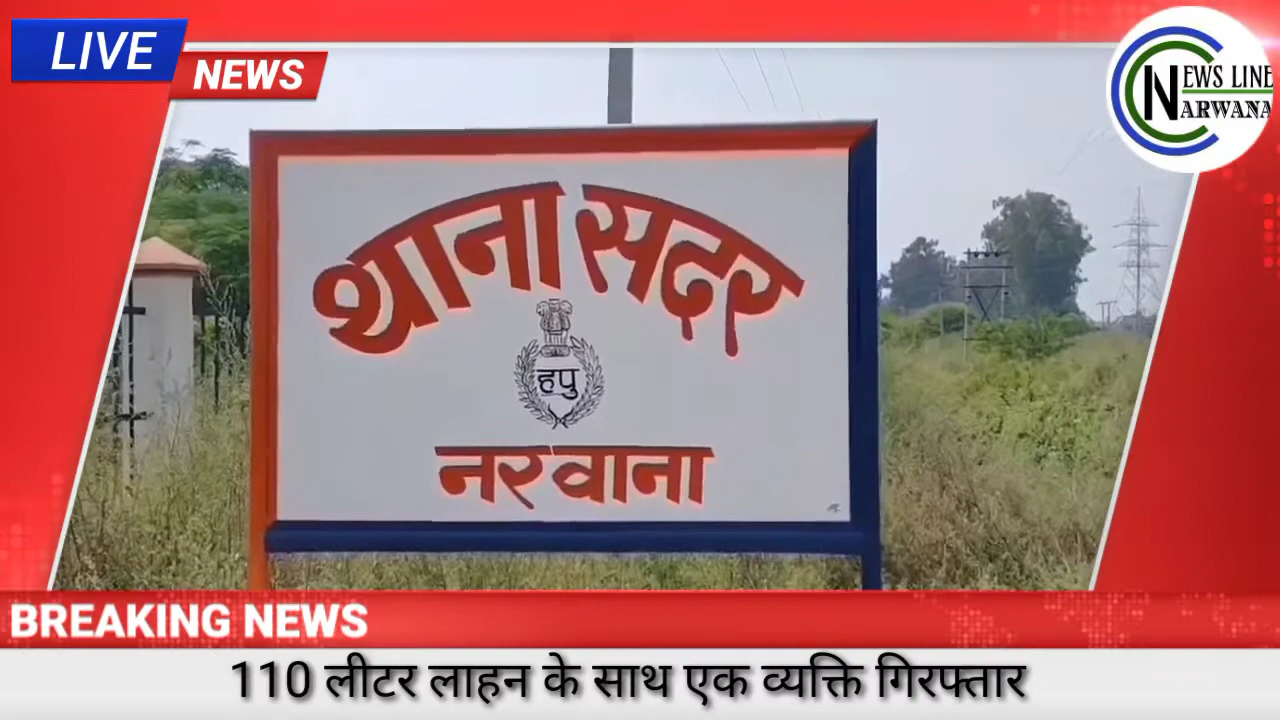 LIVE
NEWS
NEWS LINE
NARWANA
थाना सदर
हपु
नरवाना
BREAKING NEWS
110 लीटर लाहन के साथ एक व्यक्ति गिरफ्तार